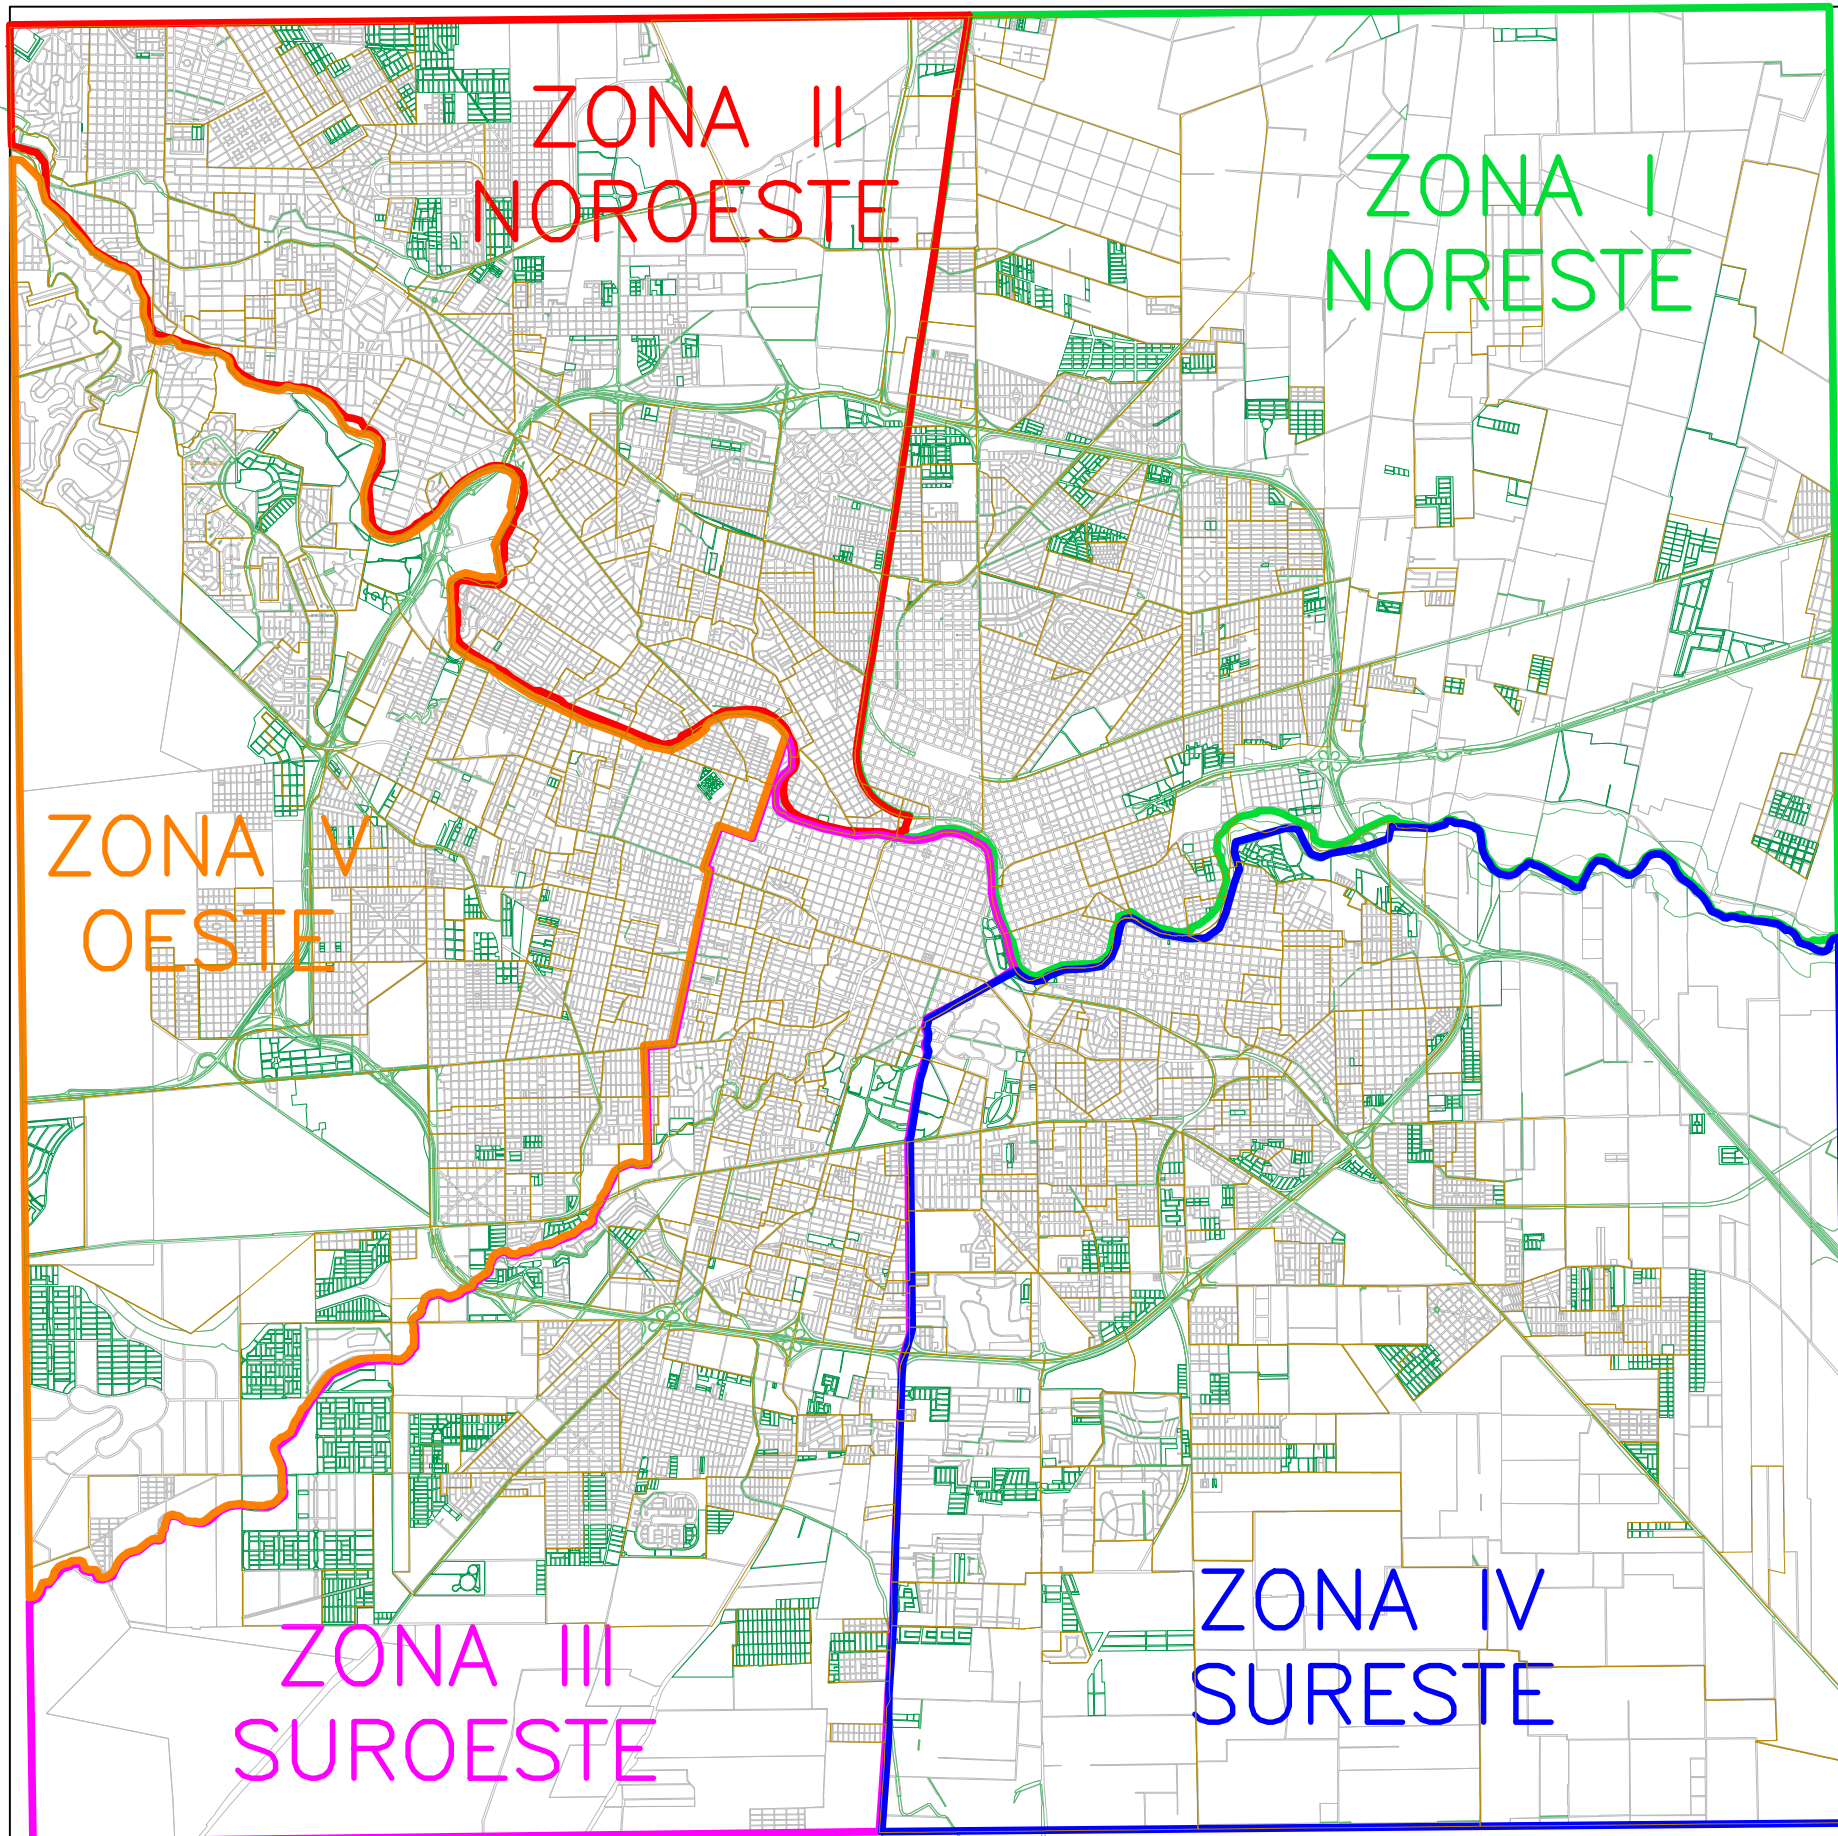 ZONA II
NOROESTE
ZONA I
NORESTE
ZONA V
OESTE
ZONA IV
SURESTE
ZONA III
SUROESTE